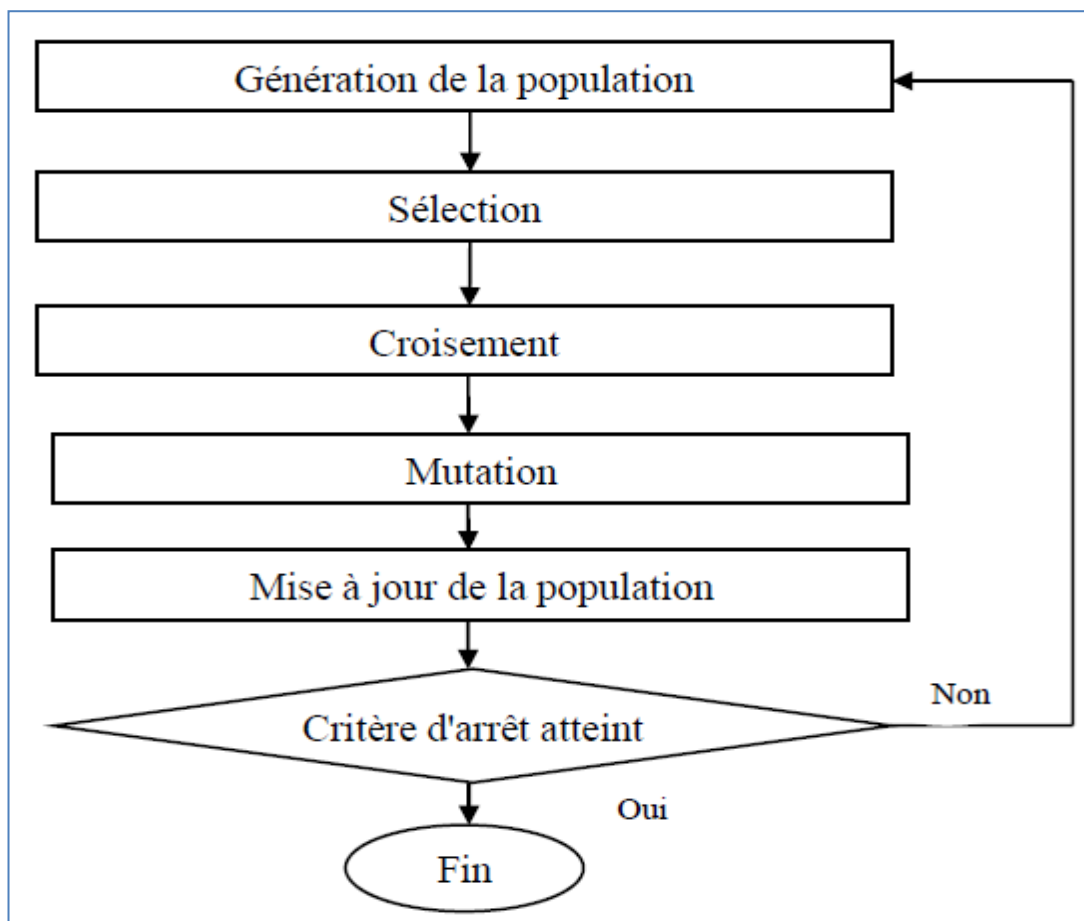 Génération de la population
Sélection
Croisement
Mutation
Mise à jour de la population
Critère d'arrêt atteint
Non
Oui
Fin